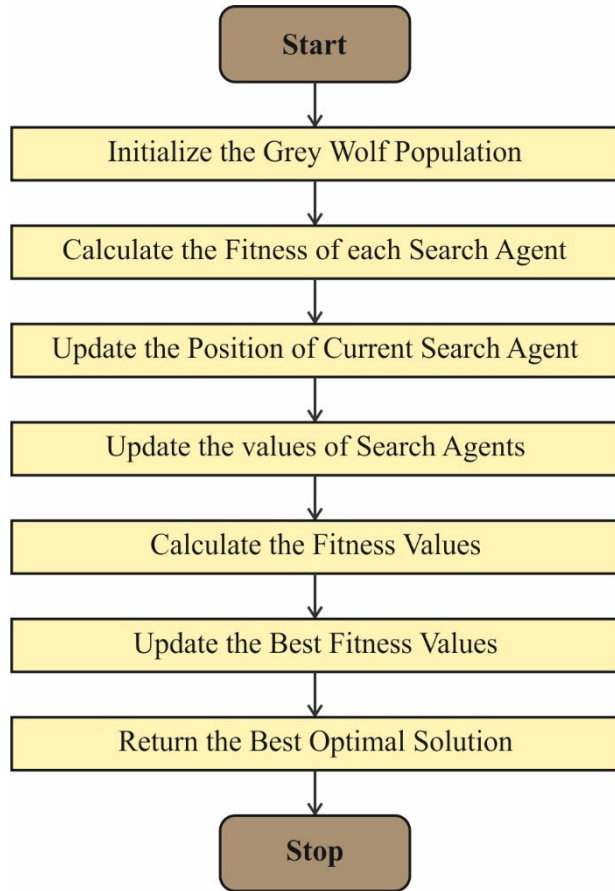 Start
Initialize the Grey Wolf Population
Calculate the Fitness of each Search Agent
Update the Position of Current Search Agent
Update the values of Search Agents
Calculate the Fitness Values
Update the Best Fitness Values
Return the Best Optimal Solution
Stop